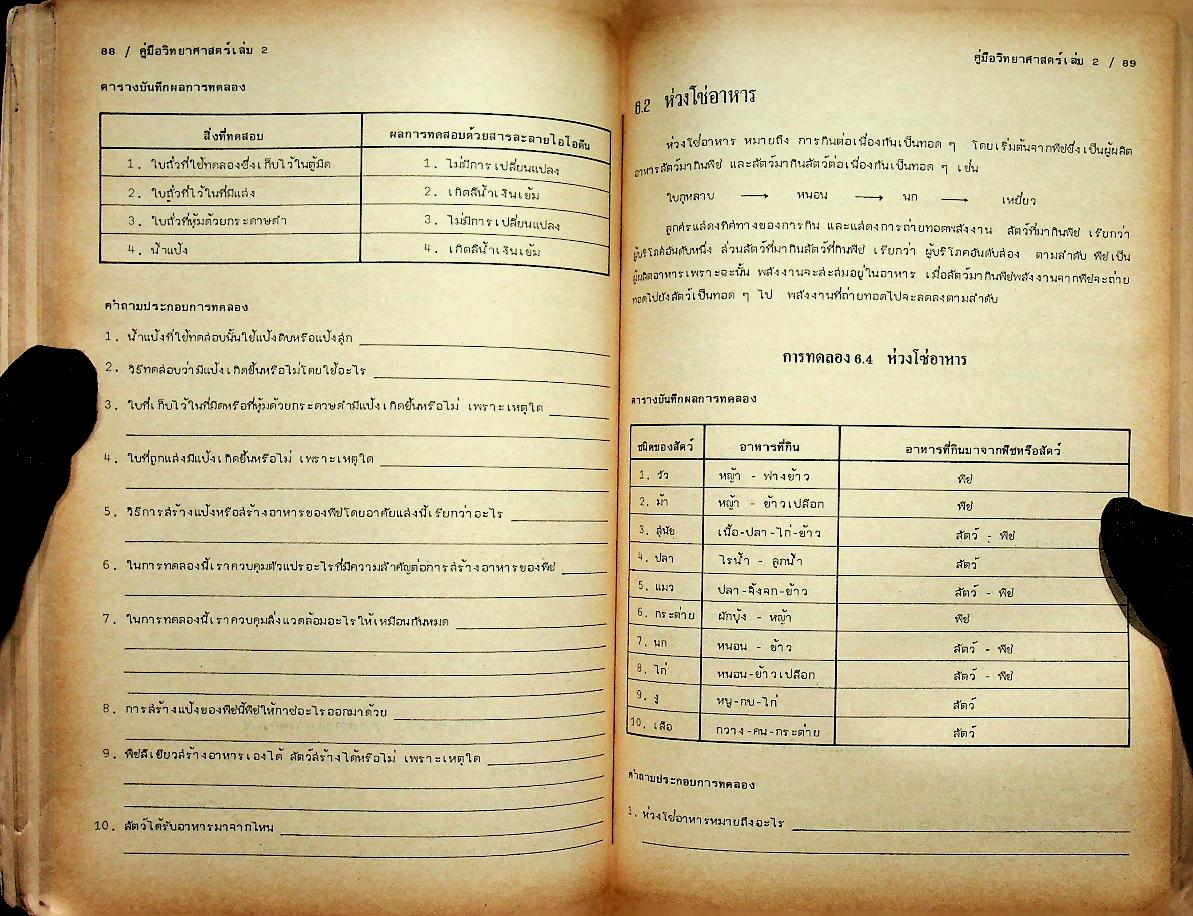 88 / คู่มือวิทยาศาสตร์เล่ม 2
ตารางบันทึกผลการทดลอง
สิ่งที่ทดสอบ ผลการทดสอบด้วยสารละลายไอโอดีน
1. ใบถั่วที่ใช้ทดลองซึ่งเก็บไว้ในตู้มืด 1. ไม่มีการเปลี่ยนแปลง
2. ใบถั่วที่ไว้ในที่มีแสง 2. เกิดสีน้ำเงินเข้ม
3. ใบถั่วที่หุ้มด้วยกระดาษดำ 3. ไม่มีการเปลี่ยนแปลง
4. น้ำแป้ง 4. เกิดสีน้ำเงินเข้ม
คำถามประกอบการทดลอง
1. น้ำแป้งที่ใช้ทดสอบนั้นใช้แป้งดิบหรือแป้งสุก
2. วิธีทดสอบว่ามีแป้งเกิดขึ้นหรือไม่โดยใช้อะไร
3. ใบที่เก็บไว้ในที่มืดหรือที่หุ้มด้วยกระดาษดำมีแป้งเกิดขึ้นหรือไม่ เพราะเหตุใด
4. ใบที่ถูกแสงมีแป้งเกิดขึ้นหรือไม่ เพราะเหตุใด
5. วิธีการสร้างแป้งหรือสร้างอาหารของพืชโดยอาศัยแสงนี้เรียกว่าอะไร
6. ในการทดลองนี้เราควบคุมตัวแปรอะไรที่มีความสำคัญต่อการสร้างอาหารของพืช
7. ในการทดลองนี้เราควบคุมสิ่งแวดล้อมอะไรให้เหมือนกันหมด
8. การสร้างแป้งของพืชนี้พืชให้กาซอะไรออกมาด้วย
9. พืชสีเขียวสร้างอาหารเองได้ สัตว์สร้างได้หรือไม่ เพราะเหตุใด
10. สัตว์ได้รับอาหารมาจากไหน
คู่มือวิทยาศาสตร์เล่ม 2 / 89
6.2 ห่วงโซ่อาหาร
ห่วงโซ่อาหาร หมายถึง การกินต่อเนื่องกันเป็นทอด ๆ โดยเริ่มต้นจากพืชซึ่งเป็นผู้ผลิต
อาหารสัตว์มากินพืช และสัตว์มากินสัตว์ต่อเนื่องกันเป็นทอด ๆ เช่น
ใบกุหลาบ → หนอน → นก → เหยี่ยว
ลูกศรแสดงทิศทางของการกิน และแสดงการถ่ายทอดพลังงาน สัตว์ที่มากินพืช เรียกว่า
ผู้บริโภคอันดับหนึ่ง ส่วนสัตว์ที่มากินสัตว์ที่กินพืช เรียกว่า ผู้บริโภคอันดับสอง ตามลำดับ พืชเป็น
ผู้ผลิตอาหารเพราะฉะนั้น พลังงานจะสะสมอยู่ในอาหาร เมื่อสัตว์มากินพืชพลังงานจากพืชจะถ่าย
ทอดไปยังสัตว์เป็นทอด ๆ ไป พลังงานที่ถ่ายทอดไปจะลดลงตามลำดับ
การทดลอง 6.4 ห่วงโซ่อาหาร
ตารางบันทึกผลการทดลอง
ชนิดของสัตว์ อาหารที่กิน อาหารที่กินมาจากพืชหรือสัตว์
1. วัว หญ้า - ฟางข้าว พืช
2. ม้า หญ้า - ข้าวเปลือก พืช
3. สุนัข เนื้อ-ปลา-ไก่-ข้าว สัตว์ - พืช
4. ปลา ไรน้ำ - ลูกน้ำ สัตว์
5. แมว ปลา-จิ้งจก-ข้าว สัตว์ - พืช
6. กระต่าย ผักบุ้ง - หญ้า พืช
7. นก หนอน - ข้าว สัตว์ - พืช
8. ไก่ หนอน-ข้าวเปลือก สัตว์ - พืช
9. งู หนู-กบ-ไก่ สัตว์
10. เสือ กวาง-คน-กระต่าย สัตว์
คำถามประกอบการทดลอง
1. ห่วงโซ่อาหารหมายถึงอะไร